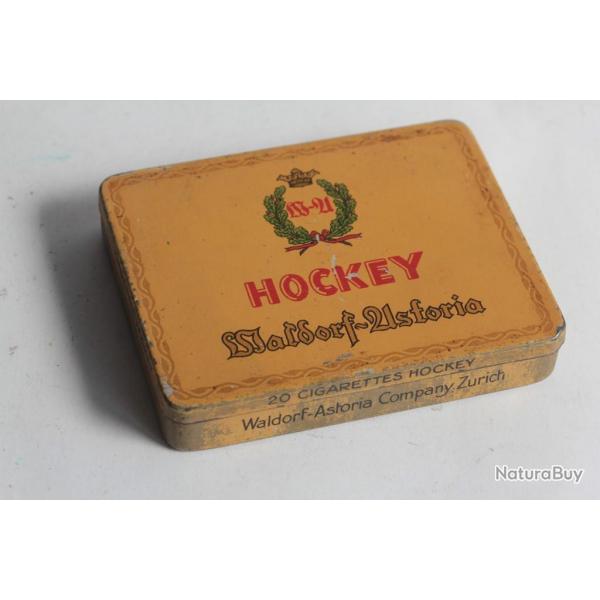 W-A
HOCKEY
Waldorf-Astoria
20 CIGARETTES HOCKEY
Waldorf-Astoria Company Zurich
NaturaBuy